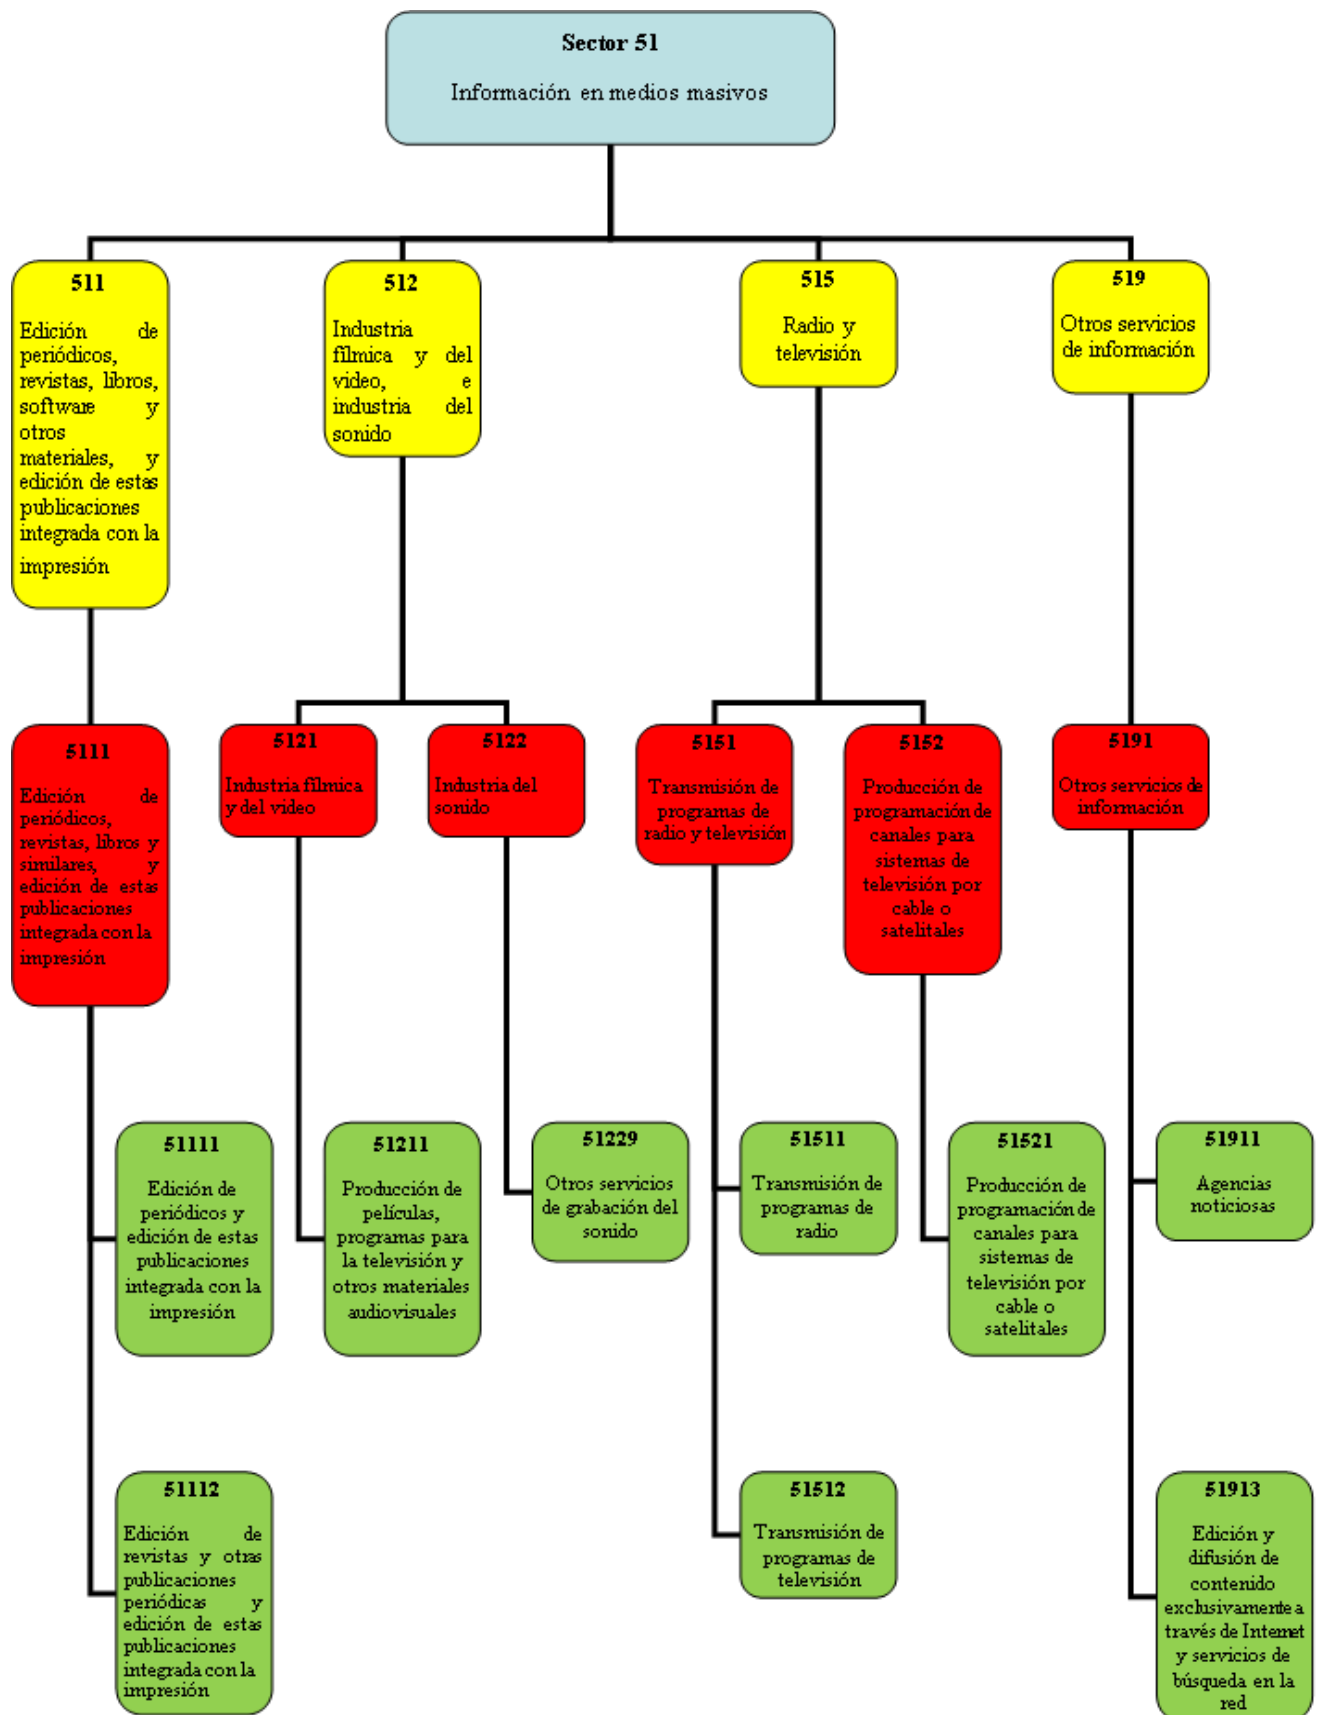 Sector 51
Información en medios masivos
511
Edición de
periódicos,
revistas, libros,
software y
otros
materiales, y
edición de estas
publicaciones
integrada con la
impresión
512
Industria
fílmica y del
video, e
industria del
sonido
515
Radio y
televisión
519
Otros servicios
de información
5111
Edición de
periódicos,
revistas, libros y
similares, y
edición de estas
publicaciones
integrada con la
impresión
5121
Industria fílmica
y del video
5122
Industria del
sonido
5151
Transmisión de
programas de
radio y televisión
5152
Producción de
programación de
canales para
sistemas de
televisión por
cable o
satelitales
5191
Otros servicios de
información
51111
Edición de
periódicos y
edición de estas
publicaciones
integrada con la
impresión
51211
Producción de
películas,
programas para
la televisión y
otros materiales
audiovisuales
51229
Otros servicios
de grabación del
sonido
51511
Transmisión de
programas de
radio
51521
Producción de
programación de
canales para
sistemas de
televisión por
cable o
satelitales
51911
Agencias
noticiosas
51112
Edición de
revistas y otras
publicaciones
periódicas y
edición de estas
publicaciones
integrada con la
impresión
51512
Transmisión de
programas de
televisión
51913
Edición y
difusión de
contenido
exclusivamente a
través de Internet
y servicios de
búsqueda en la
red